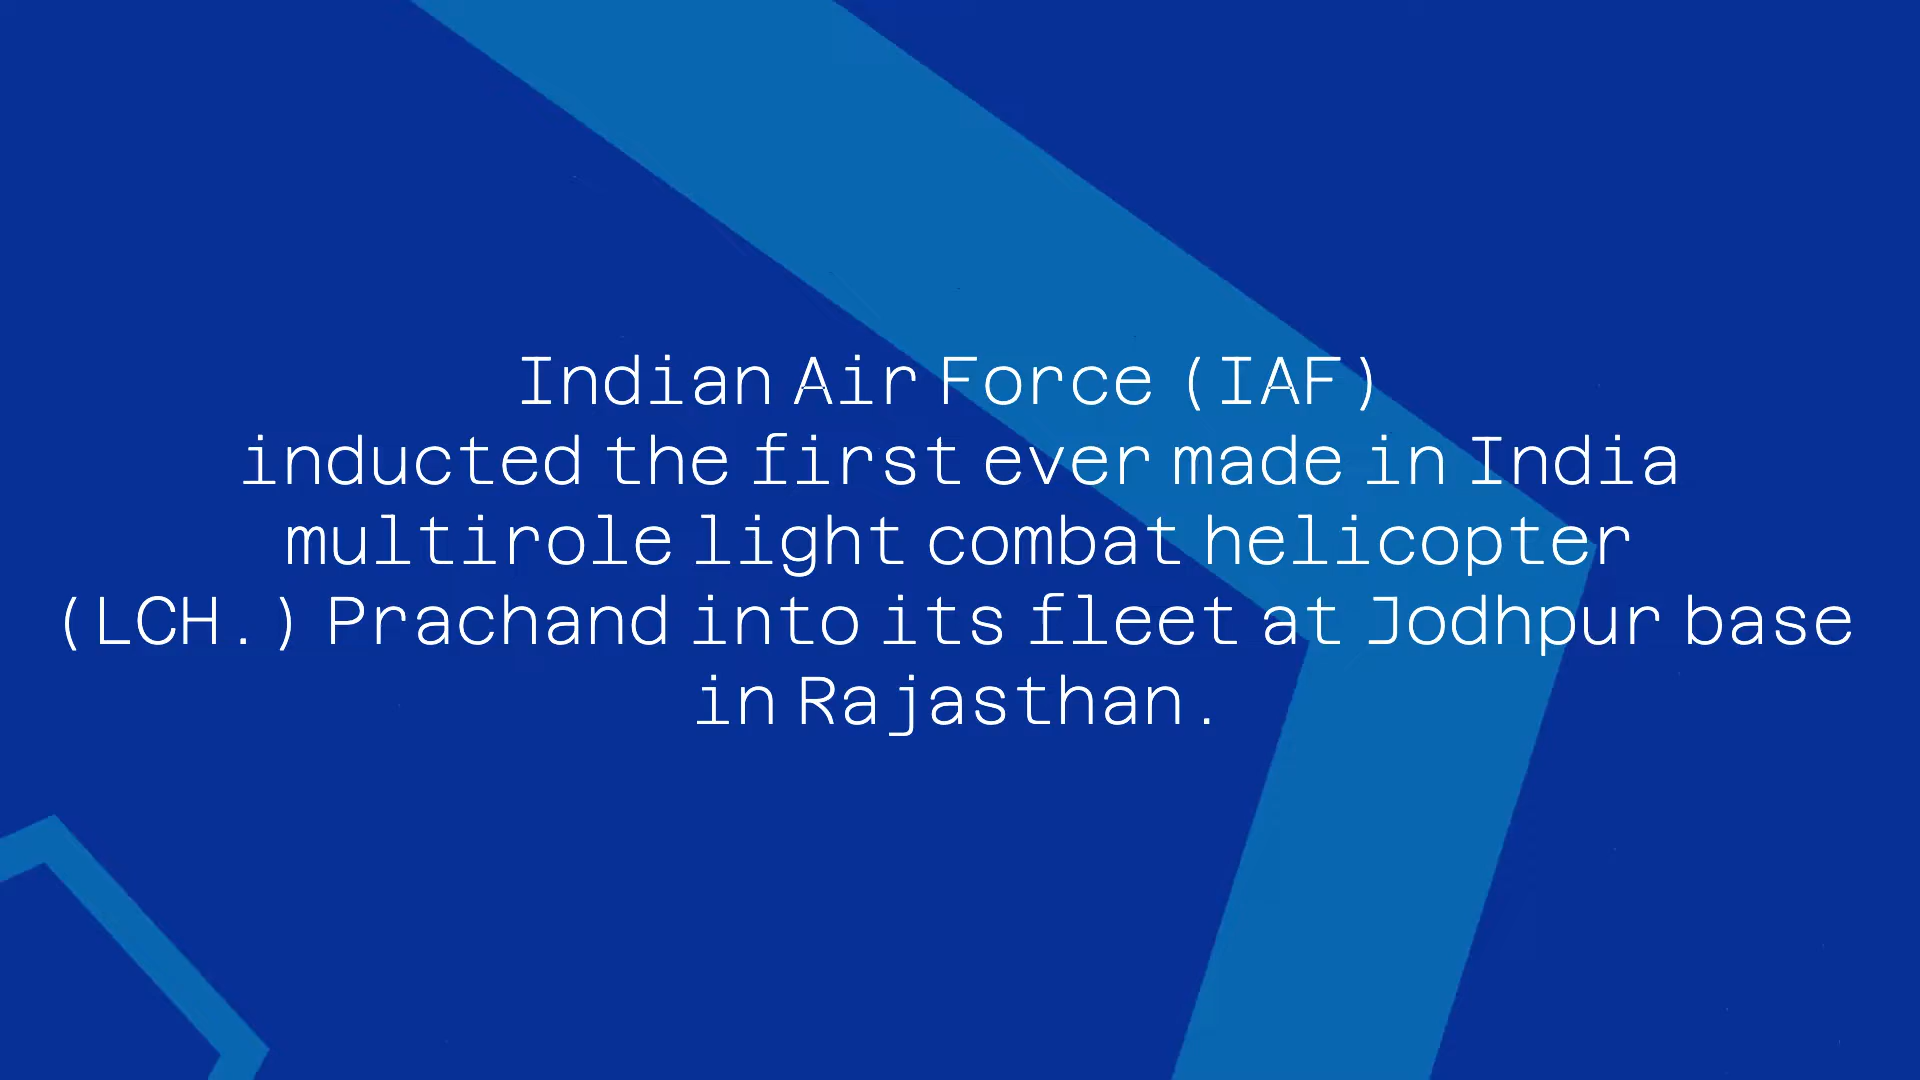 Indian Air Force (IAF)
inducted the first ever made in India
multirole light combat helicopter
(LCH.) Prachand into its fleet at Jodhpur base
in Rajasthan.